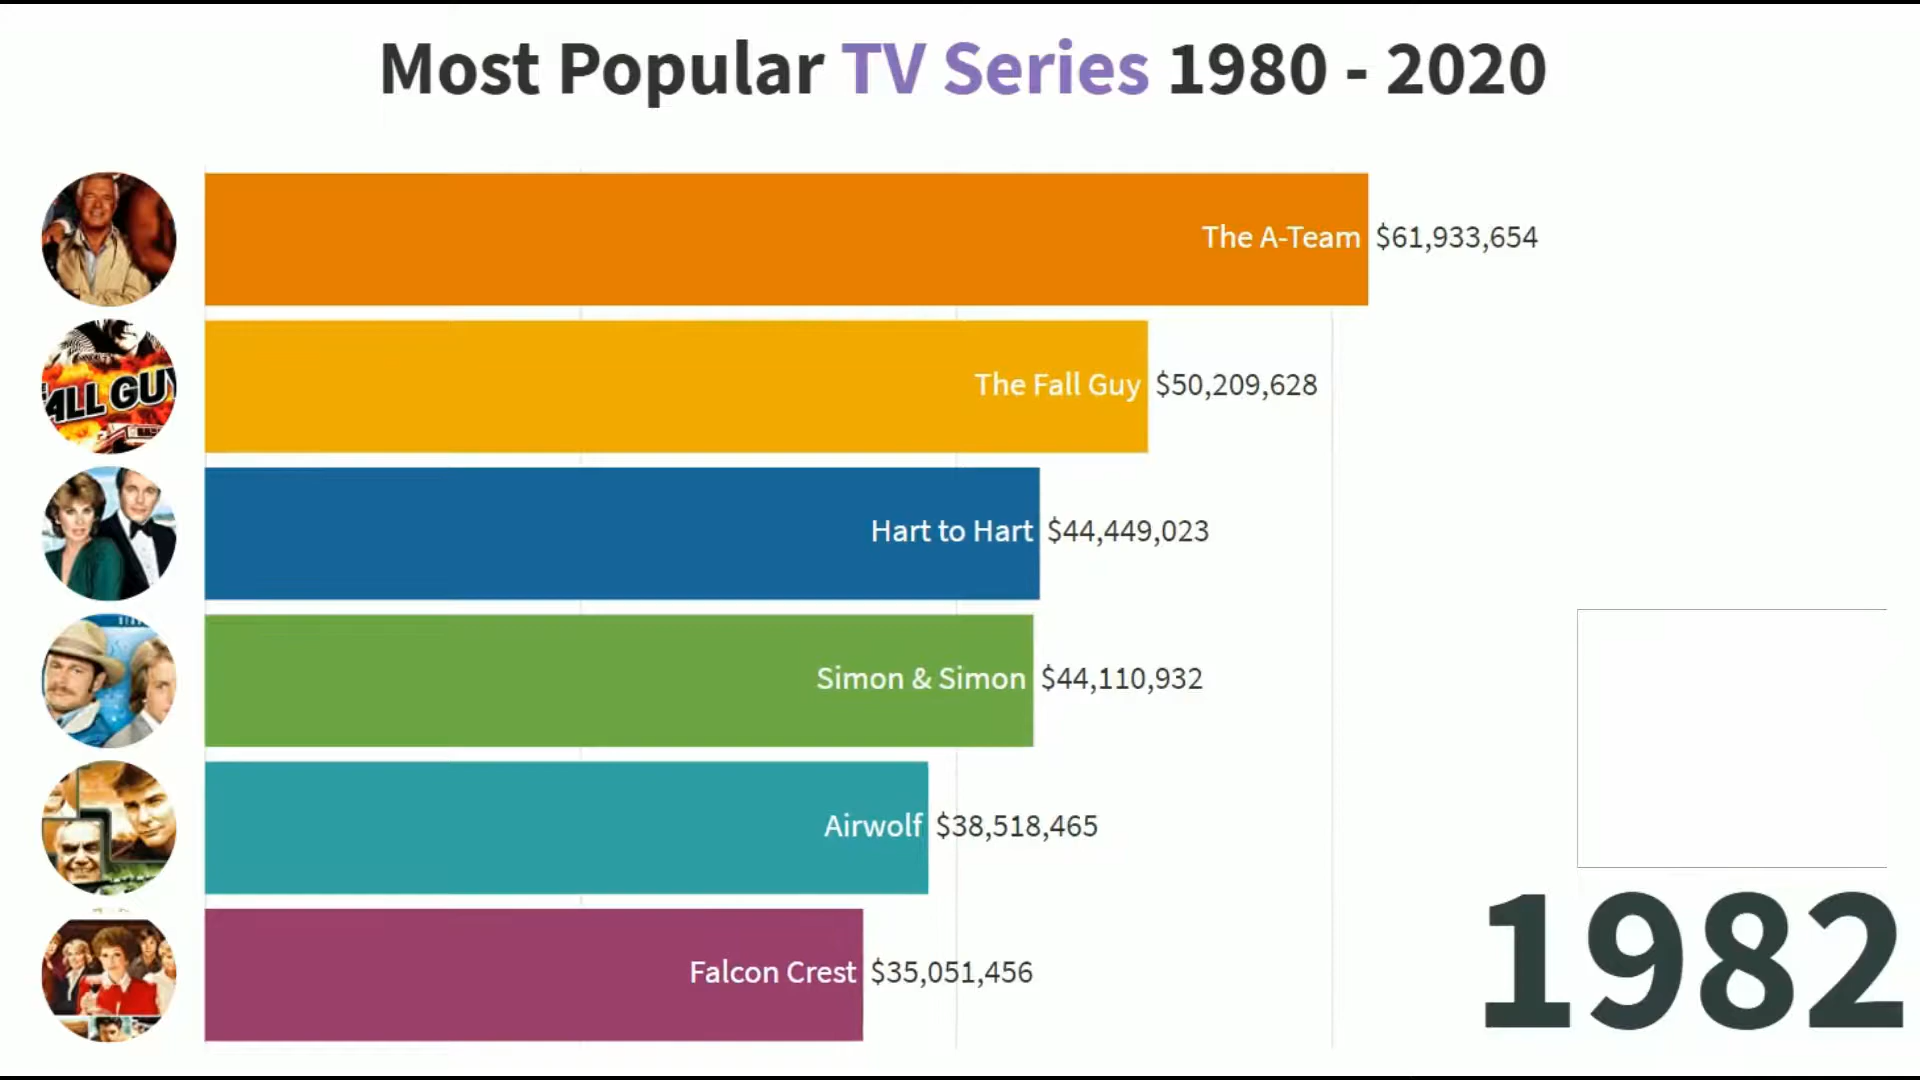 Most Popular TV Series 1980 - 2020
The A-Team $61,933,654
ALL GUY
The Fall Guy $50,209,628
Hart to Hart $44,449,023
Simon & Simon $44,110,932
Airwolf $38,518,465
Falcon Crest $35,051,456
1982